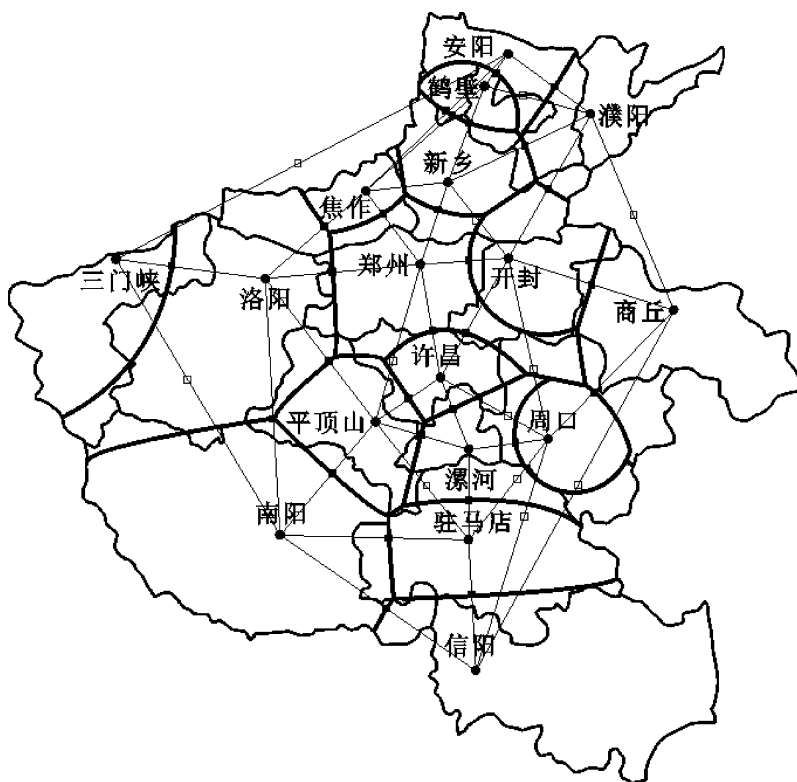 安阳
鹤壁
濮阳
新乡
焦作
郑州
开封
三门峡
洛阳
商丘
许昌
平顶山
周口
漯河
南阳
驻马店
信阳